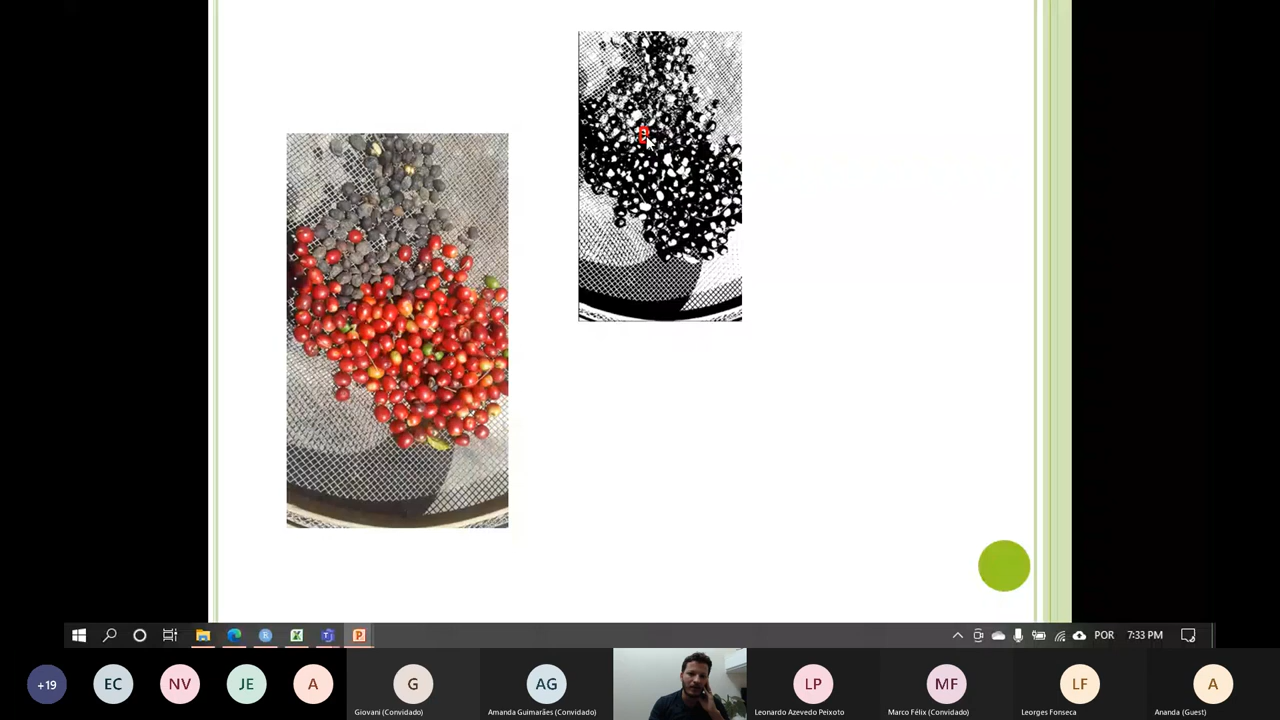 POR
7:33 PM
+19
EC
NV
JE
A
G
AG
LP
MF
LF
A
Giovani (Convidado)
Amanda Guimarães (Convidado)
Leonardo Azevedo Peixoto
Marco Félix (Convidado)
Leorges Fonseca
Ananda (Guest)